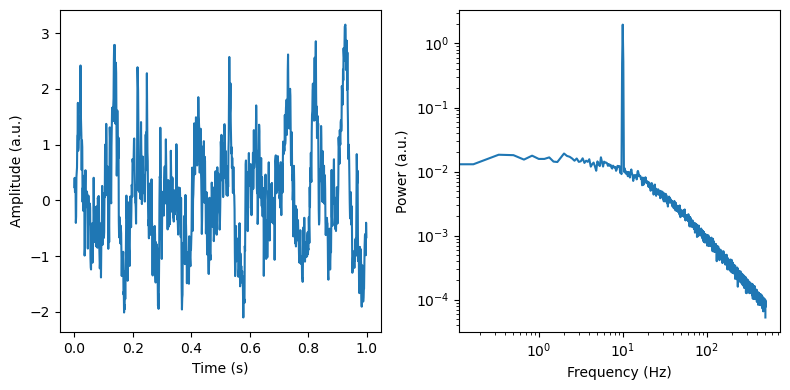 Amplitude (a.u.)
3
2
1
0
−1
−2
0.0 0.2 0.4 0.6 0.8 1.0
Time (s)
Power (a.u.)
10⁰
10⁻¹
10⁻²
10⁻³
10⁻⁴
10⁰ 10¹ 10²
Frequency (Hz)